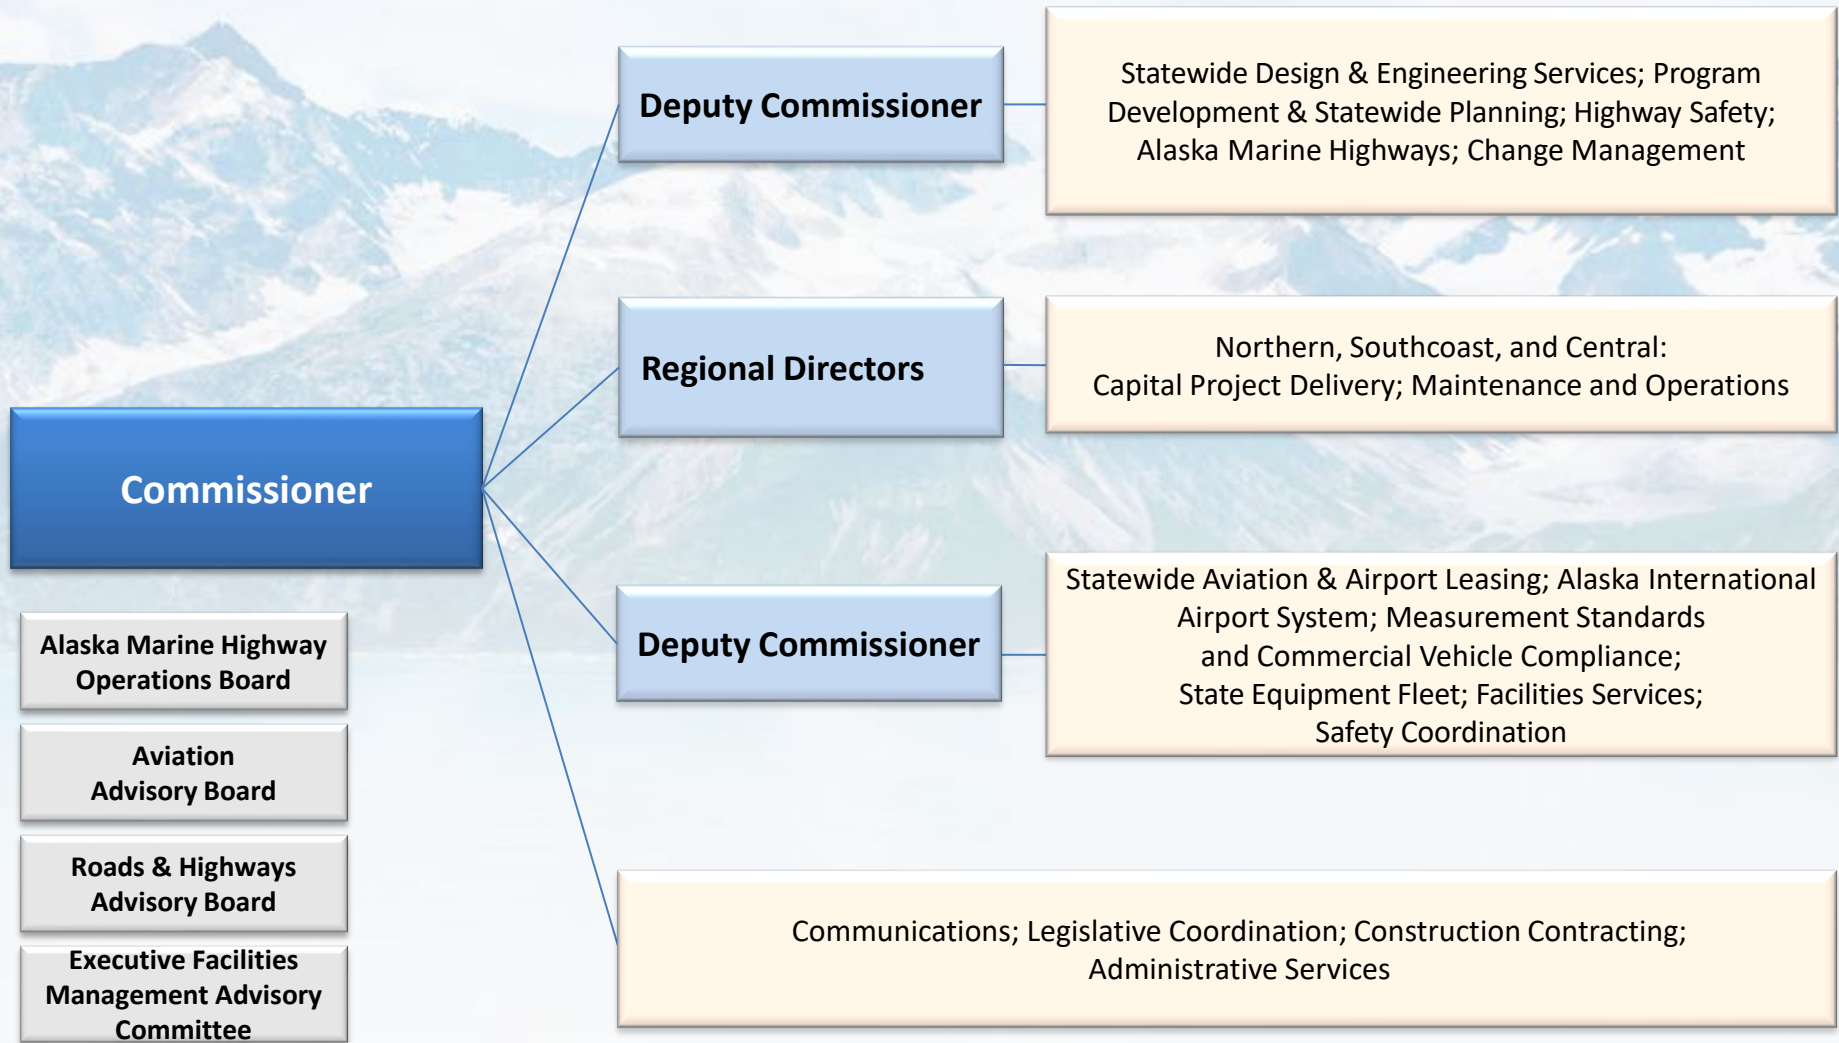 Deputy Commissioner
Statewide Design & Engineering Services; Program
Development & Statewide Planning; Highway Safety;
Alaska Marine Highways; Change Management
Regional Directors
Northern, Southcoast, and Central:
Capital Project Delivery; Maintenance and Operations
Commissioner
Deputy Commissioner
Statewide Aviation & Airport Leasing; Alaska International
Airport System; Measurement Standards
and Commercial Vehicle Compliance;
State Equipment Fleet; Facilities Services;
Safety Coordination
Communications; Legislative Coordination; Construction Contracting;
Administrative Services
Alaska Marine Highway
Operations Board
Aviation
Advisory Board
Roads & Highways
Advisory Board
Executive Facilities
Management Advisory
Committee